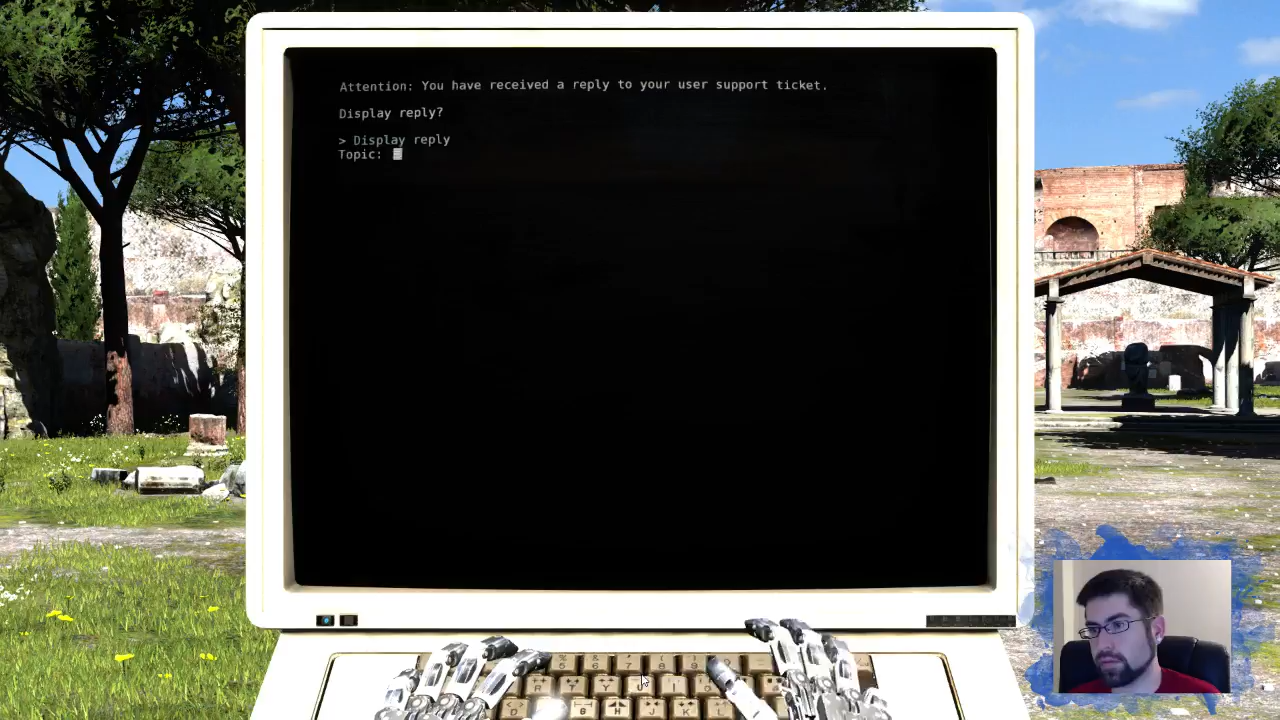 Attention: You have received a reply to your user support ticket.
Display reply?
> Display reply
Topic: